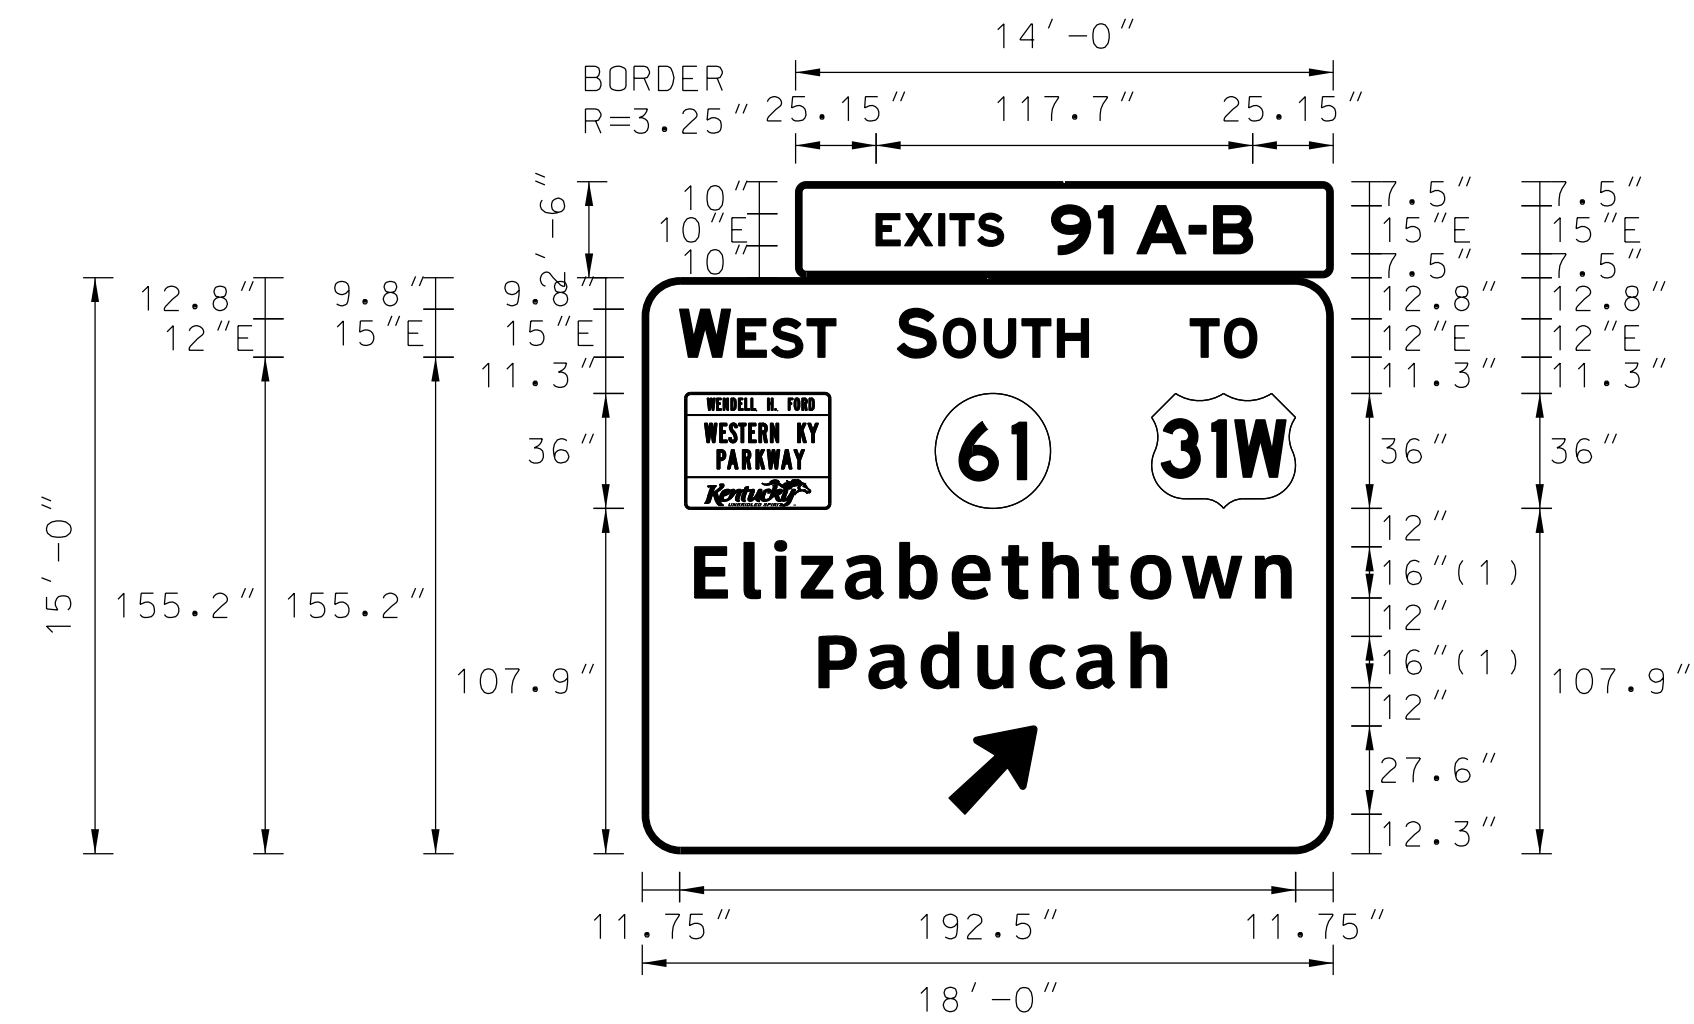 14'-0"
BORDER
R=3.25"
25.15" 117.7" 25.15"
2'-6"
10"
10"E
10"
EXITS 91 A-B
7.5" 7.5"
15"E 15"E
7.5" 7.5"
12.8" 9.8" 9.8" 12.8" 12.8"
12"E 15"E 15"E 12"E 12"E
WEST SOUTH TO
11.3" 11.3" 11.3"
WENDELL H. FORD
WESTERN KY
PARKWAY
Kentucky
UNBRIDLED SPIRIT
61
31W
36" 36" 36"
15'-0"
155.2" 155.2"
107.9"
Elizabethtown
Paducah
12"
16"(1)
12"
16"(1)
12"
27.6"
12.3"
107.9"
11.75" 192.5" 11.75"
18'-0"